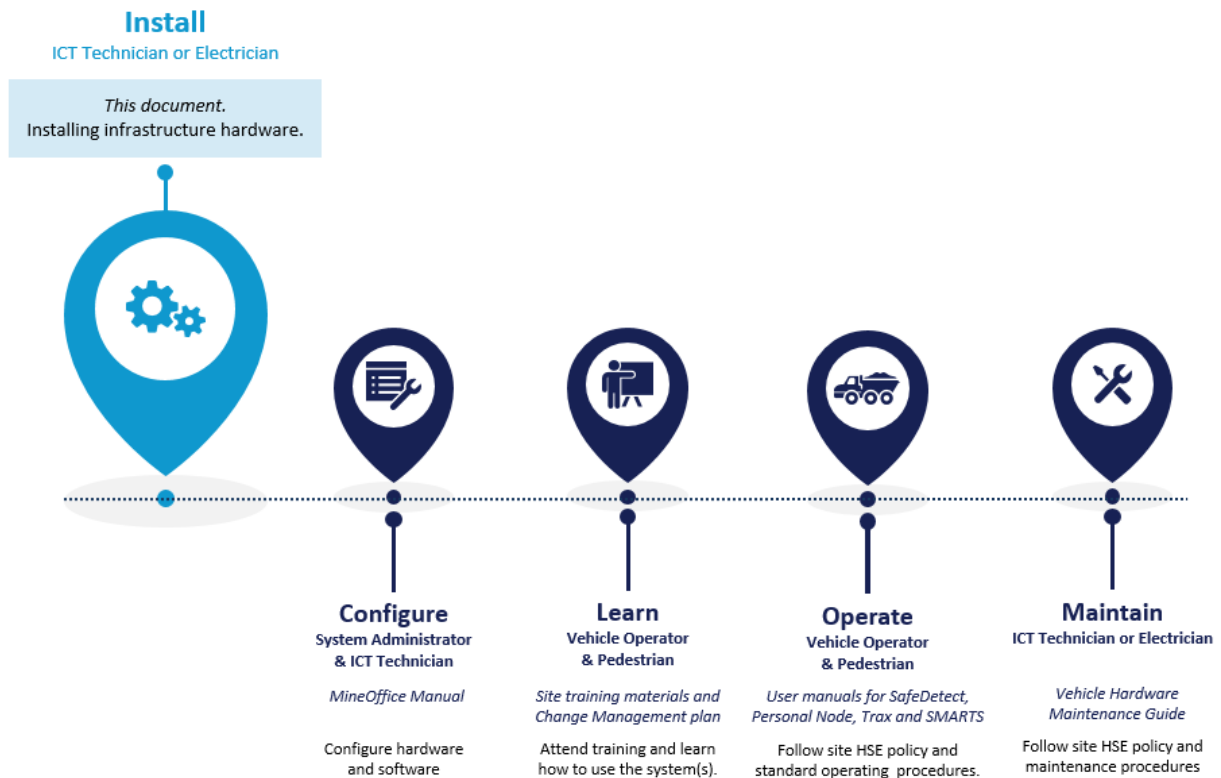 Install
ICT Technician or Electrician
This document.
Installing infrastructure hardware.
Configure
System Administrator
& ICT Technician
MineOffice Manual
Configure hardware
and software
Learn
Vehicle Operator
& Pedestrian
Site training materials and
Change Management plan
Attend training and learn
how to use the system(s).
Operate
Vehicle Operator
& Pedestrian
User manuals for SafeDetect,
Personal Node, Trax and SMARTS
Follow site HSE policy and
standard operating procedures.
Maintain
ICT Technician or Electrician
Vehicle Hardware
Maintenance Guide
Follow site HSE policy and
maintenance procedures